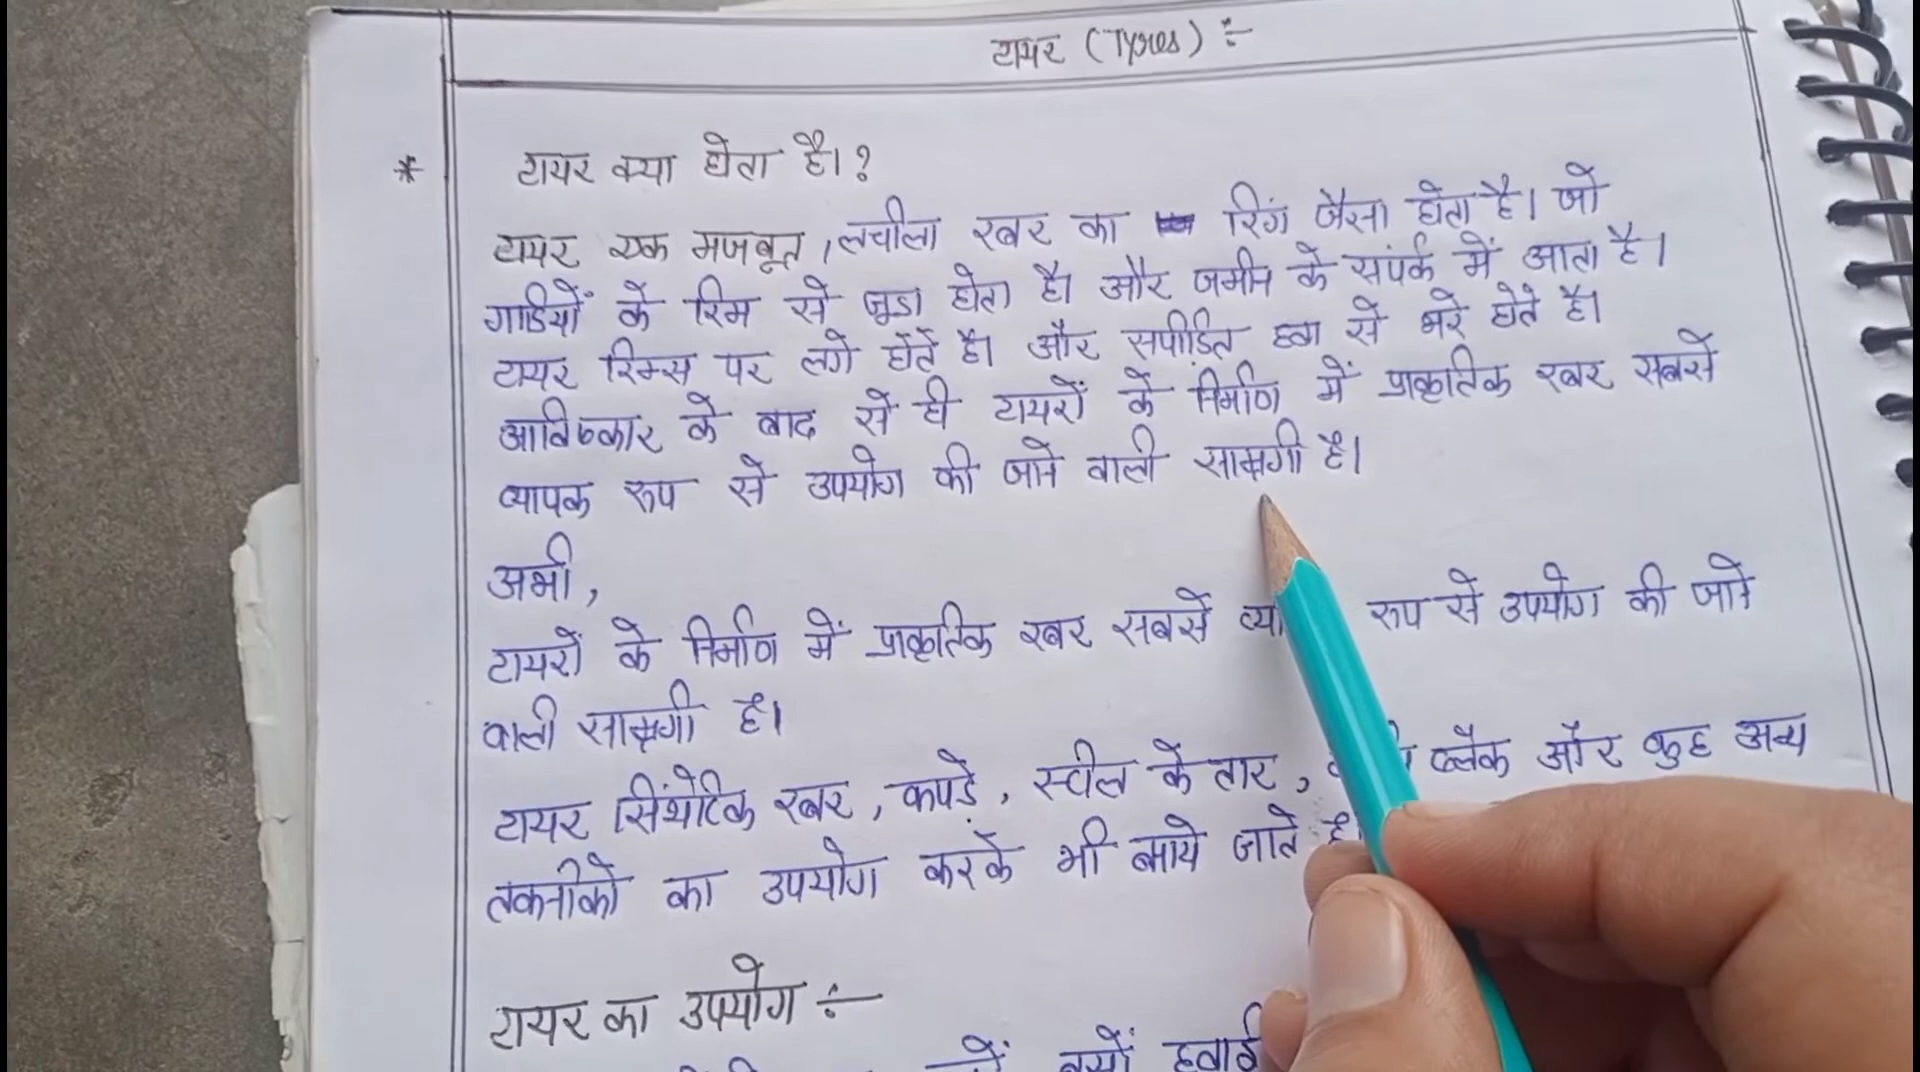 टायर (Tyres) :-
* टायर क्या होता है।?
टायर एक मजबूत, लचीला रबर का रिंग जैसा होता है। जो
गाडियों के रिम से जुडा होता है। और जमीन के संपर्क में आता है।
टायर रिम्स पर लगे होते है। और सपीडित हवा से भरे होते है।
आविष्कार के बाद से ही टायरों के निर्माण में प्राकृतिक रबर सबसे
व्यापक रूप से उपयोग की जाने वाली सामग्री है।
अभी,
टायरों के निर्माण में प्राकृतिक रबर सबसे रूप से उपयोग की जाने
वाली सामग्री है।
टायर सिंथेटिक रबर, कपडे, स्टील के तार, ब्लैक और कुछ अन्य
तकनीको का उपयोग करके भी बनाये जाते है।
टायर का उपयोग :-